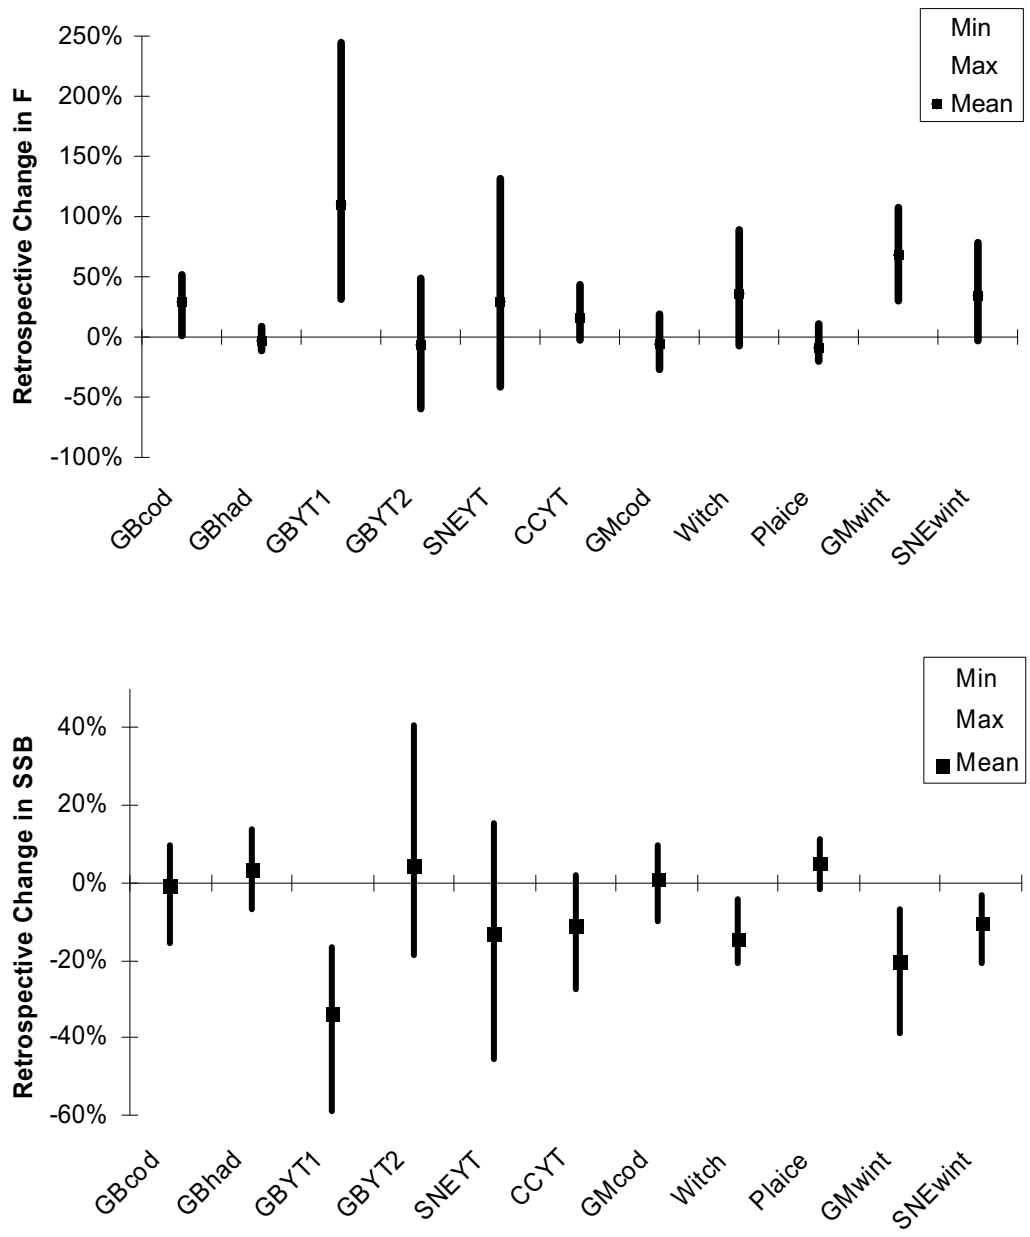 Min
Max
Mean
Retrospective Change in F
250%
200%
150%
100%
50%
0%
-50%
-100%
GBcod
GBhad
GBYT1
GBYT2
SNEYT
CCYT
GMcod
Witch
Plaice
GMwint
SNEwint
Min
Max
Mean
Retrospective Change in SSB
40%
20%
0%
-20%
-40%
-60%
GBcod
GBhad
GBYT1
GBYT2
SNEYT
CCYT
GMcod
Witch
Plaice
GMwint
SNEwint